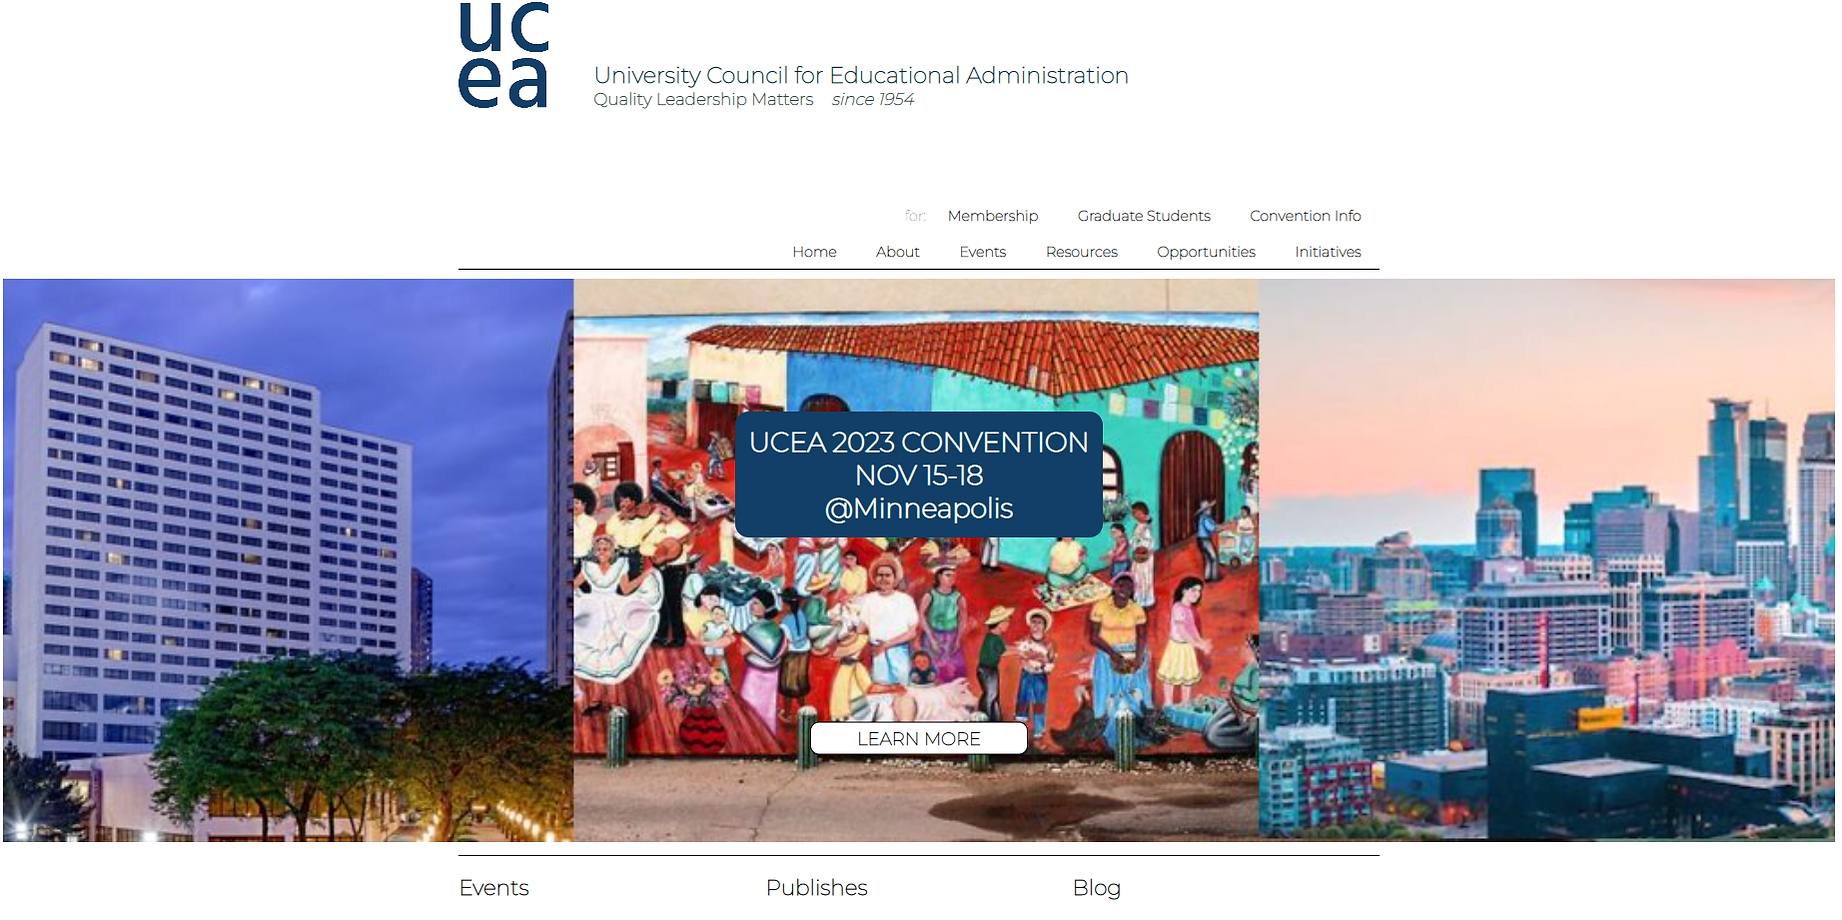 uc
ea
University Council for Educational Administration
Quality Leadership Matters since 1954
for: Membership Graduate Students Convention Info
Home About Events Resources Opportunities Initiatives
UCEA 2023 CONVENTION
NOV 15-18
@Minneapolis
LEARN MORE
Events Publishes Blog